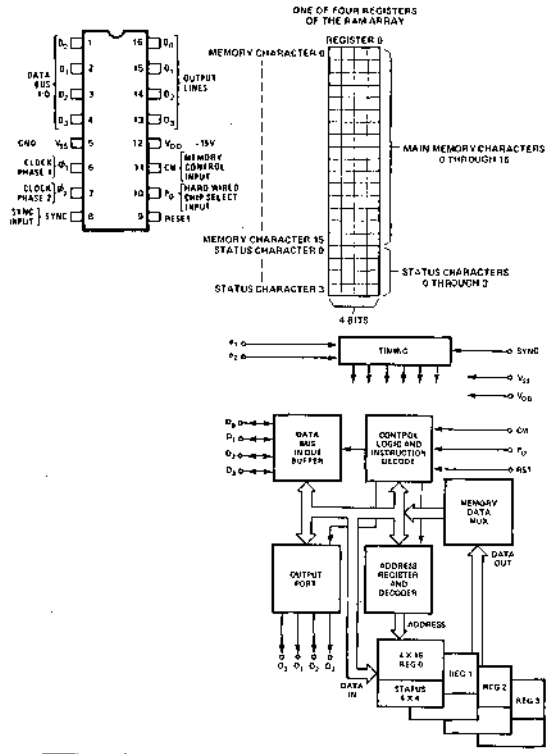 ONE OF FOUR REGISTERS
OF THE RAM ARRAY
REGISTER 0
MEMORY CHARACTER 0
MAIN MEMORY CHARACTERS
0 THROUGH 15
MEMORY CHARACTER 15
STATUS CHARACTER 0
STATUS CHARACTERS
0 THROUGH 3
STATUS CHARACTER 3
4-BITS
DATA
BUS
I/O
D0 1
D1 2
D2 3
D3 4
GND VSS 5
CLOCK
PHASE 1
Φ1 6
CLOCK
PHASE 2
Φ2 7
SYNC
INPUT
SYNC 8
16 O0
15 O1
14 O2
13 O3
OUTPUT
LINES
12 VDD -15V
11 CM
MEMORY
CONTROL
INPUT
10 P0
HARD WIRED
CHIP SELECT
INPUT
9 RESET
Φ1
Φ2
TIMING
SYNC
VSS
VDD
D0
D1
D2
D3
DATA
BUS
IN/OUT
BUFFER
CONTROL
LOGIC AND
INSTRUCTION
DECODE
CM
P0
RST
MEMORY
DATA
MUX
DATA
OUT
OUTPUT
PORT
ADDRESS
REGISTER
AND
DECODER
ADDRESS
O1
O2
O3
DATA
IN
4 X 16
REG 0
STATUS
4 X 4
REG 1
REG 2
REG 3